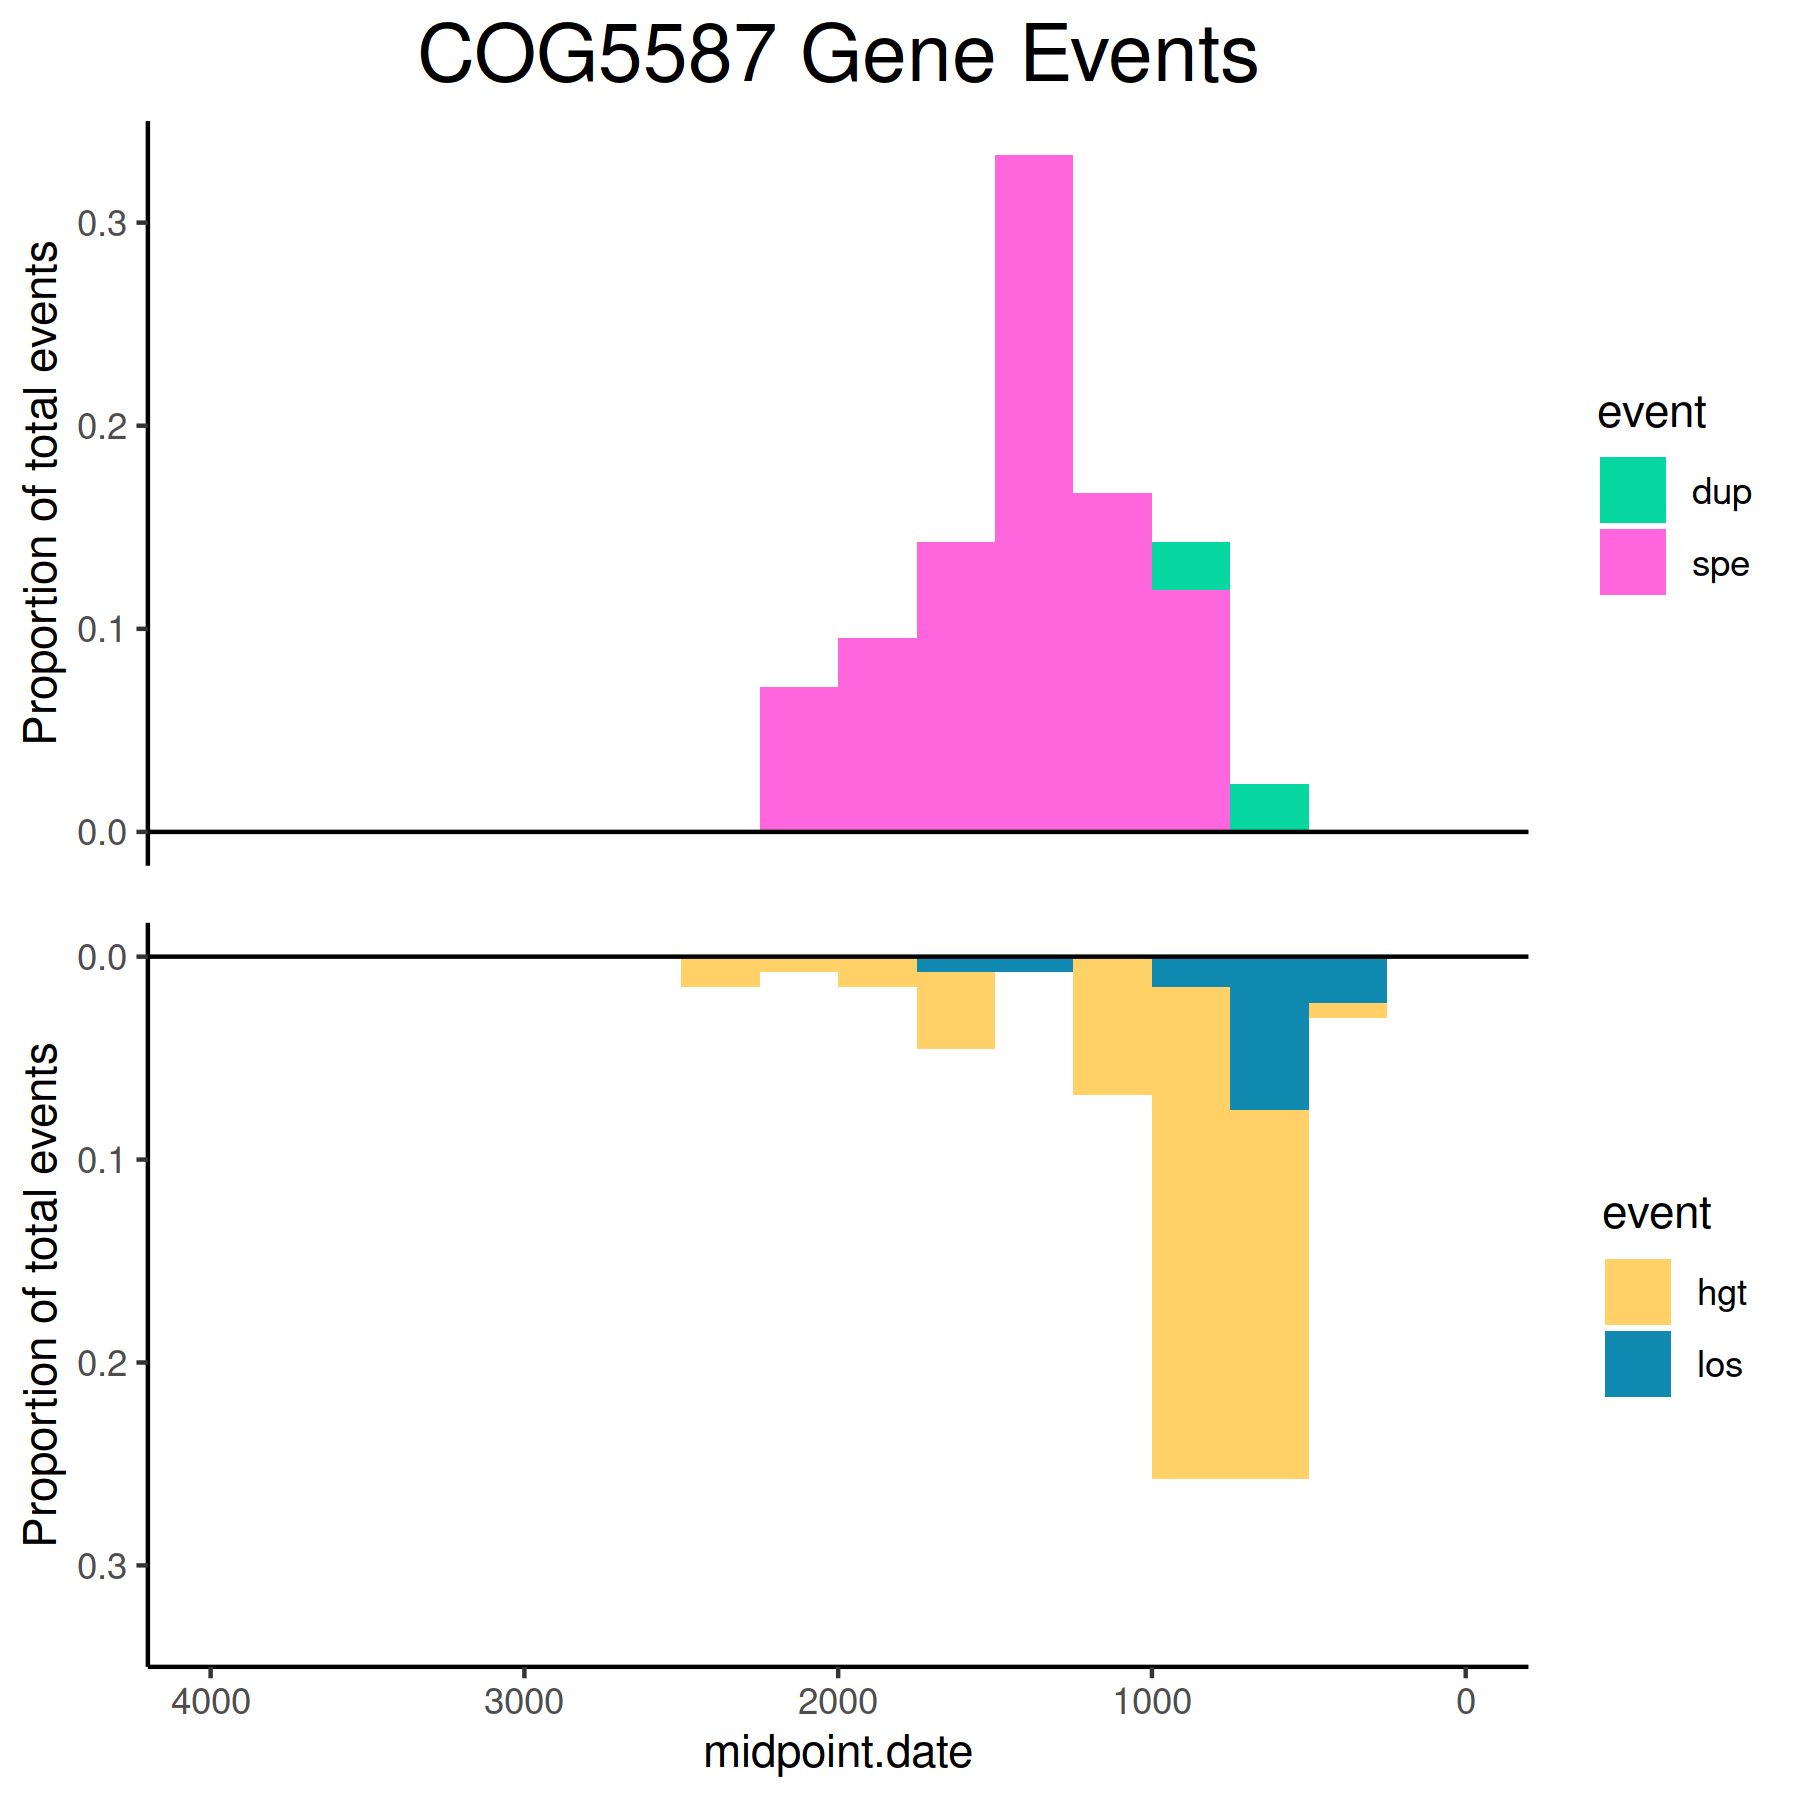 COG5587 Gene Events
Proportion of total events
0.3
0.2
0.1
0.0
event
dup
spe
Proportion of total events
0.0
0.1
0.2
0.3
event
hgt
los
4000
3000
2000
1000
0
midpoint.date